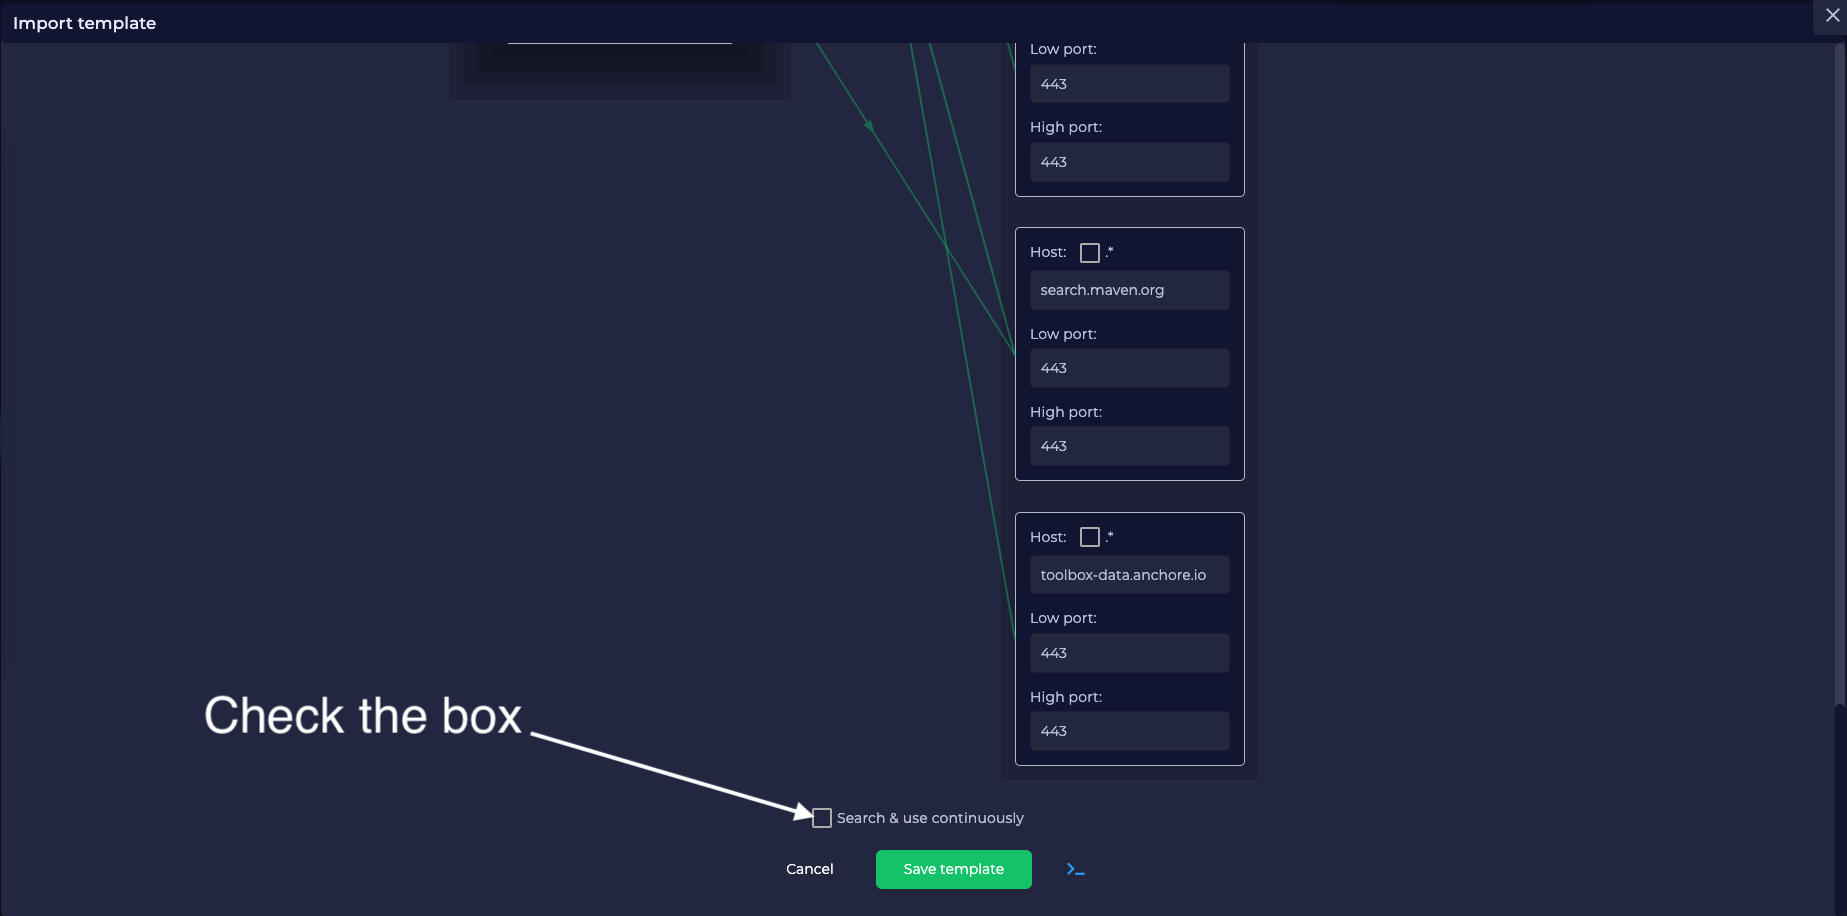 Import template
Low port:
443
High port:
443
Host: .*
search.maven.org
Low port:
443
High port:
443
Host: .*
toolbox-data.anchore.io
Low port:
443
High port:
443
Check the box
Search & use continuously
Cancel
Save template
>_